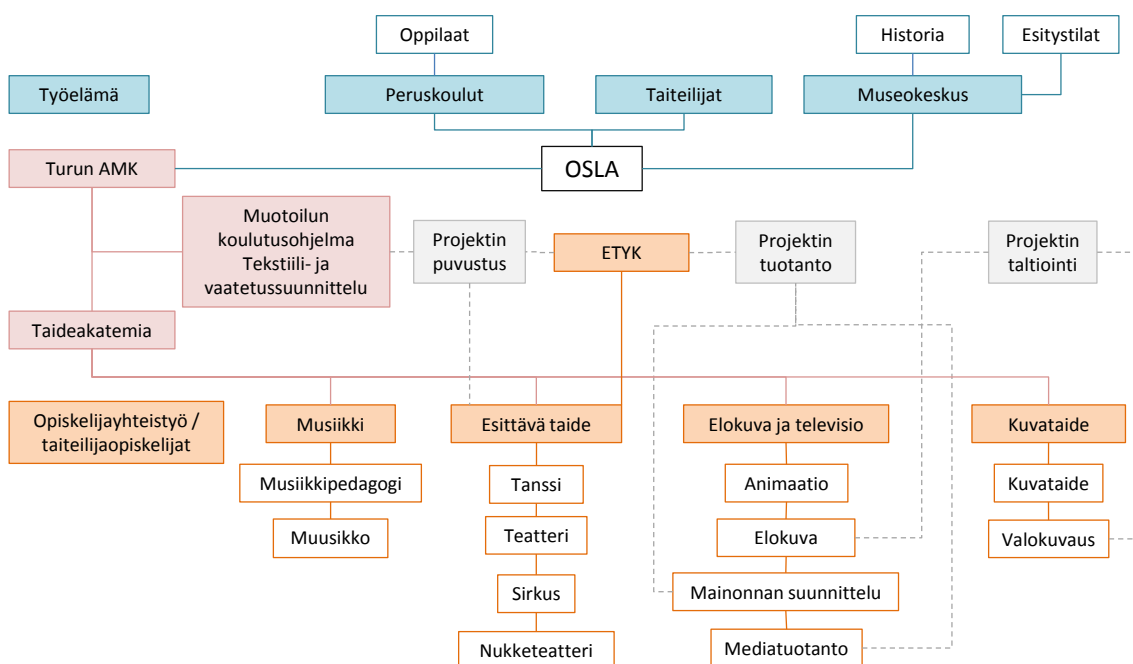 Oppilaat
Historia
Esitystilat
Työelämä
Peruskoulut
Taiteilijat
Museokeskus
Turun AMK
OSLA
Muotoilun
koulutusohjelma
Tekstiili- ja
vaatetussuunnittelu
Projektin
puvustus
ETYK
Projektin
tuotanto
Projektin
taltiointi
Taideakatemia
Opiskelijayhteistyö /
taiteilijaopiskelijat
Musiikki
Esittävä taide
Elokuva ja televisio
Kuvataide
Musiikkipedagogi
Tanssi
Animaatio
Kuvataide
Muusikko
Teatteri
Elokuva
Valokuvaus
Sirkus
Mainonnan suunnittelu
Nukketeatteri
Mediatuotanto